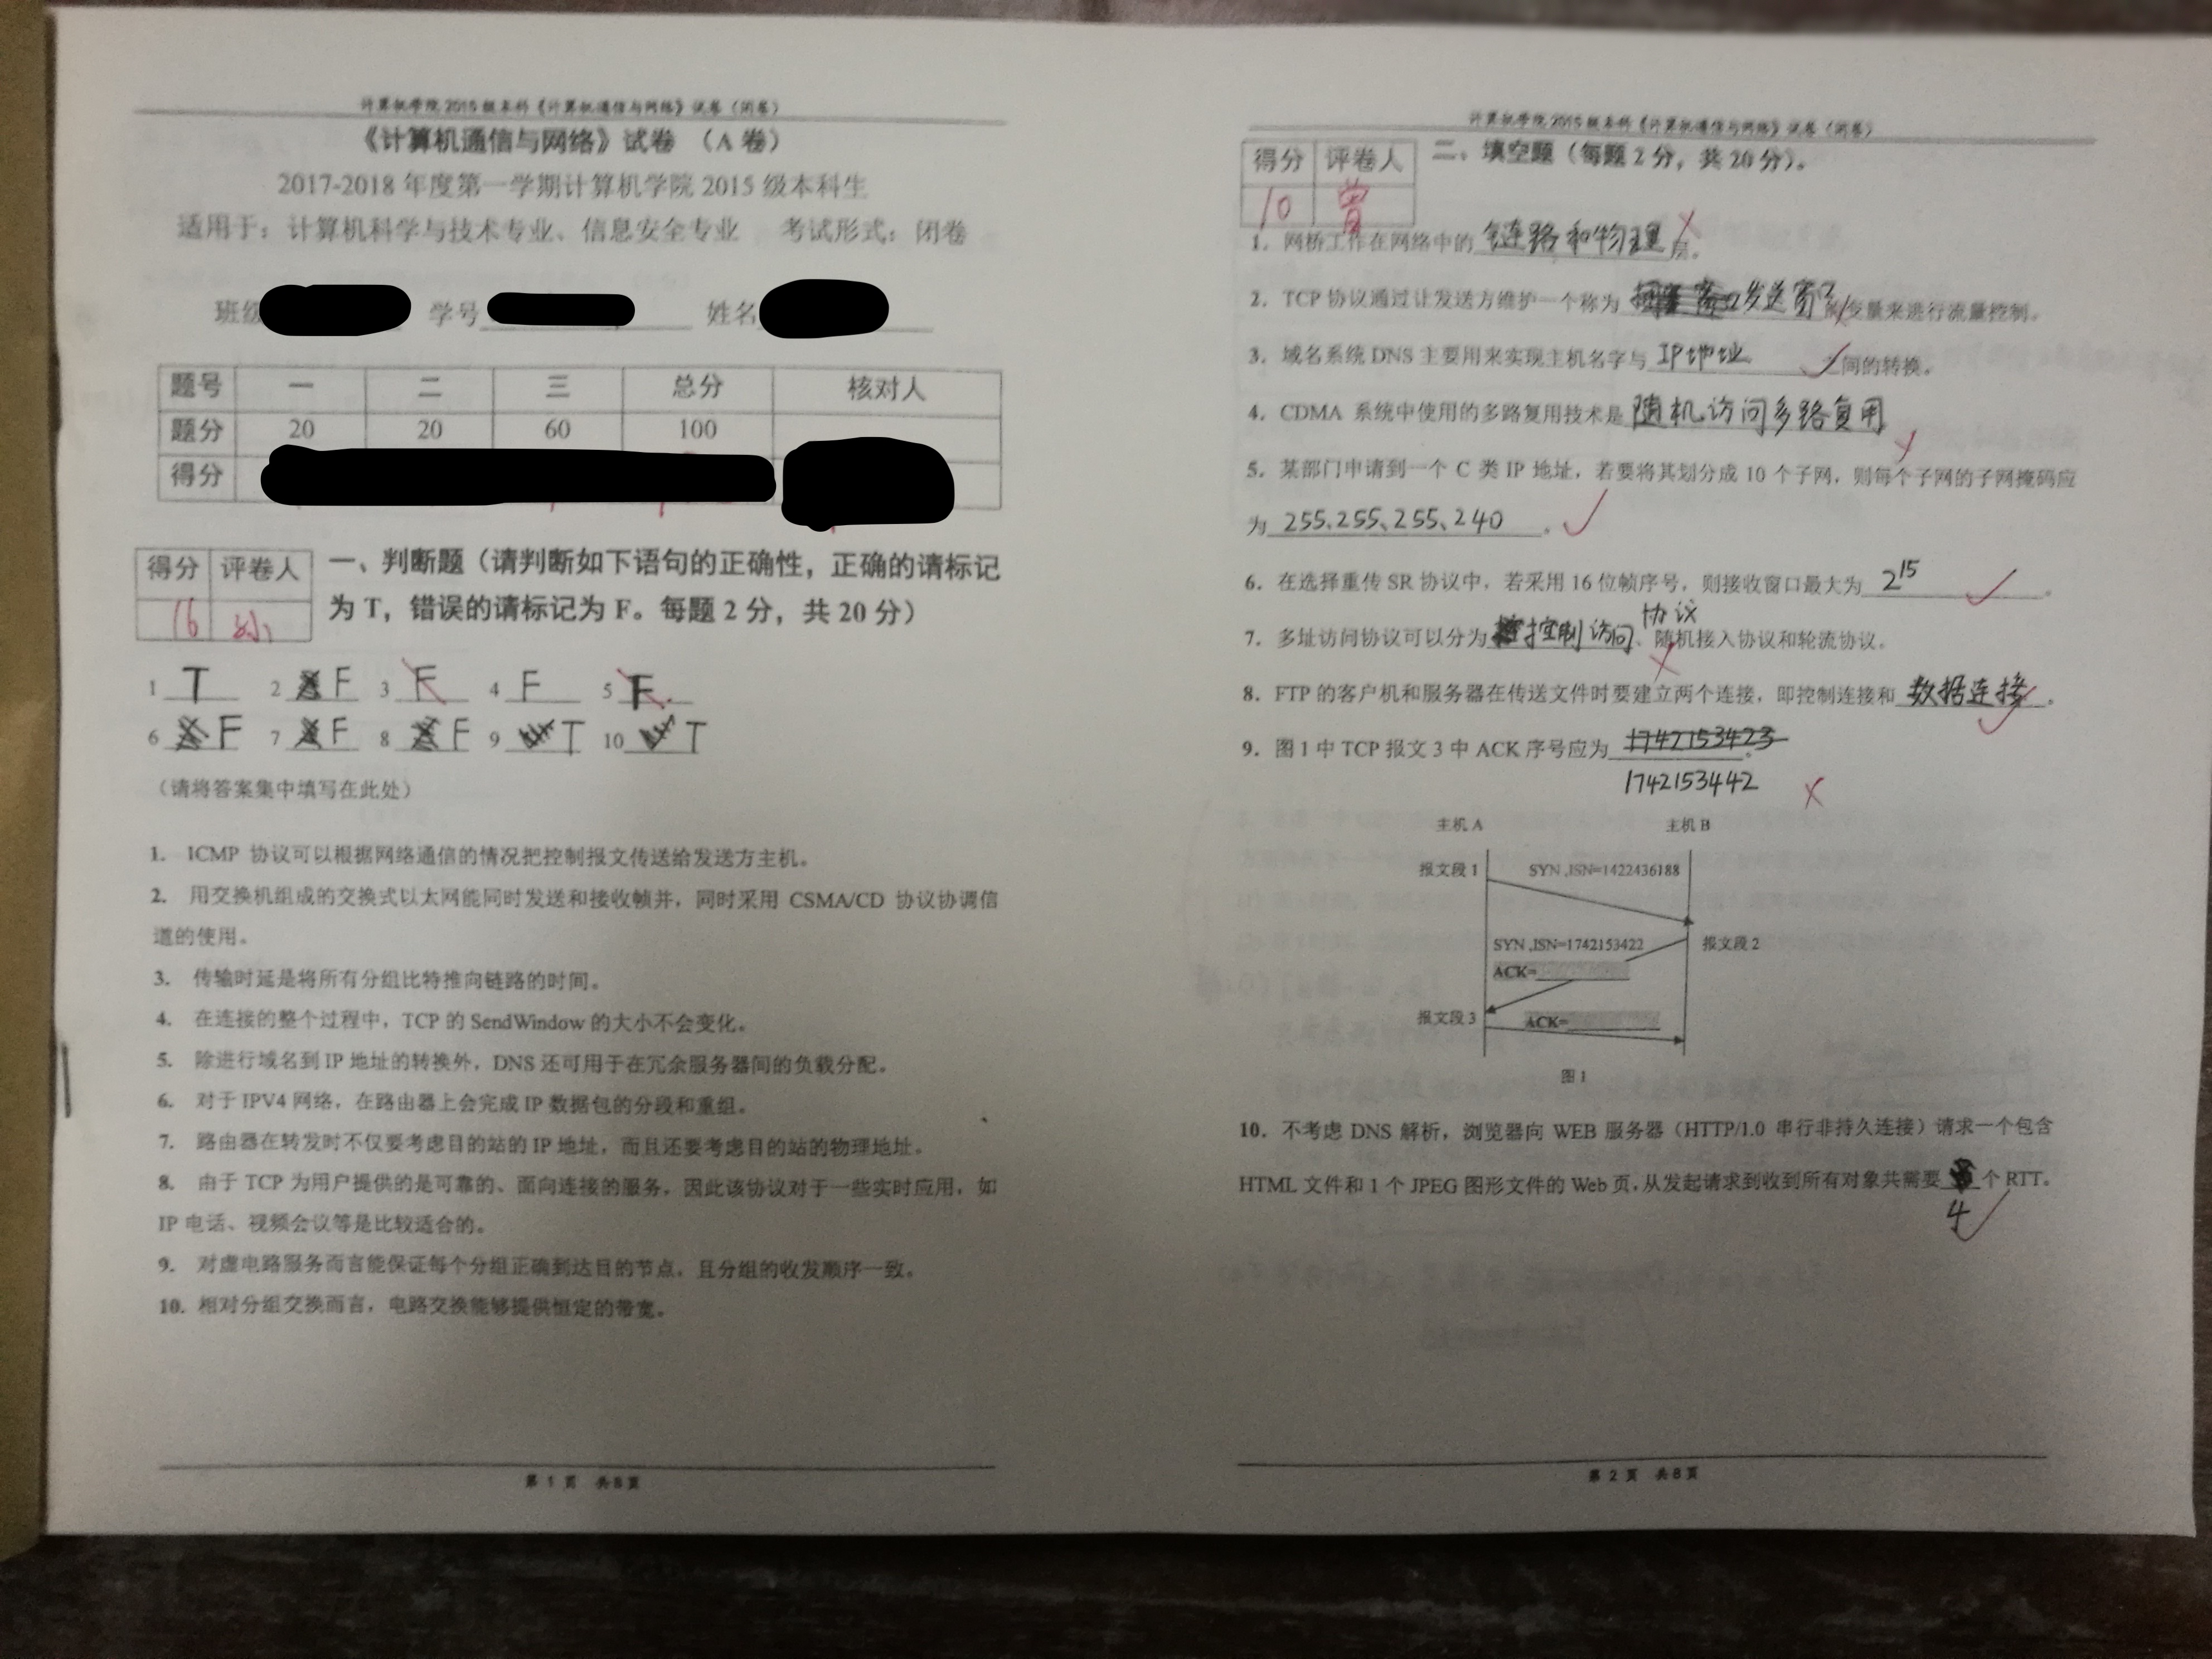 计算机学院2015级本科《计算机通信与网络》试卷(闭卷)
《计算机通信与网络》试卷 (A卷)
2017-2018年度第一学期计算机学院2015级本科生
适用于：计算机科学与技术专业、信息安全专业 考试形式：闭卷
班级 学号 姓名
题号 一 二 三 总分 核对人
题分 20 20 60 100
得分
得分 评卷人
16
一、判断题（请判断如下语句的正确性，正确的请标记
为T，错误的请标记为F。每题2分，共20分）
1 T 2 F 3 F 4 F 5 F
6 F 7 F 8 F 9 T 10 T
（请将答案集中填写在此处）
1. ICMP 协议可以根据网络通信的情况把控制报文传送给发送方主机。
2. 用交换机组成的交换式以太网能同时发送和接收帧并，同时采用 CSMA/CD 协议协调信
道的使用。
3. 传输时延是将所有分组比特推向链路的时间。
4. 在连接的整个过程中，TCP 的 SendWindow 的大小不会变化。
5. 除进行域名到 IP 地址的转换外，DNS 还可用于在冗余服务器间的负载分配。
6. 对于 IPV4 网络，在路由器上会完成 IP 数据包的分段和重组。
7. 路由器在转发时不仅要考虑目的站的 IP 地址，而且还要考虑目的站的物理地址。
8. 由于 TCP 为用户提供的是可靠的、面向连接的服务，因此该协议对于一些实时应用，如
IP 电话、视频会议等是比较适合的。
9. 对虚电路服务而言能保证每个分组正确到达目的节点，且分组的收发顺序一致。
10. 相对分组交换而言，电路交换能够提供恒定的带宽。
第 1 页 共8页
计算机学院2015级本科《计算机通信与网络》试卷(闭卷)
得分 评卷人
10 曾
二、填空题（每题2分，共20分）。
1. 网桥工作在网络中的 链路和物理 层。
2. TCP 协议通过让发送方维护一个称为 发送窗口 的变量来进行流量控制。
3. 域名系统 DNS 主要用来实现主机名字与 IP地址 之间的转换。
4. CDMA 系统中使用的多路复用技术是 随机访问多路复用
5. 某部门申请到一个 C 类 IP 地址，若要将其划分成 10 个子网，则每个子网的子网掩码应
为 255、255、255、240 。
6. 在选择重传 SR 协议中，若采用 16 位帧序号，则接收窗口最大为 2^15 。
7. 多址访问协议可以分为 控制访问协议 、随机接入协议和轮流协议。
8. FTP 的客户机和服务器在传送文件时要建立两个连接，即控制连接和 数据连接 。
9. 图 1 中 TCP 报文 3 中 ACK 序号应为 1742153423 。
1742153442
主机 A 主机 B
报文段 1 SYN ,ISN=1422436188
SYN ,ISN=1742153422 报文段 2
ACK=
报文段 3 ACK=
图 1
10. 不考虑 DNS 解析，浏览器向 WEB 服务器（HTTP/1.0 串行非持久连接）请求一个包含
HTML 文件和 1 个 JPEG 图形文件的 Web 页，从发起请求到收到所有对象共需要 个 RTT。
4
第 2 页 共8页